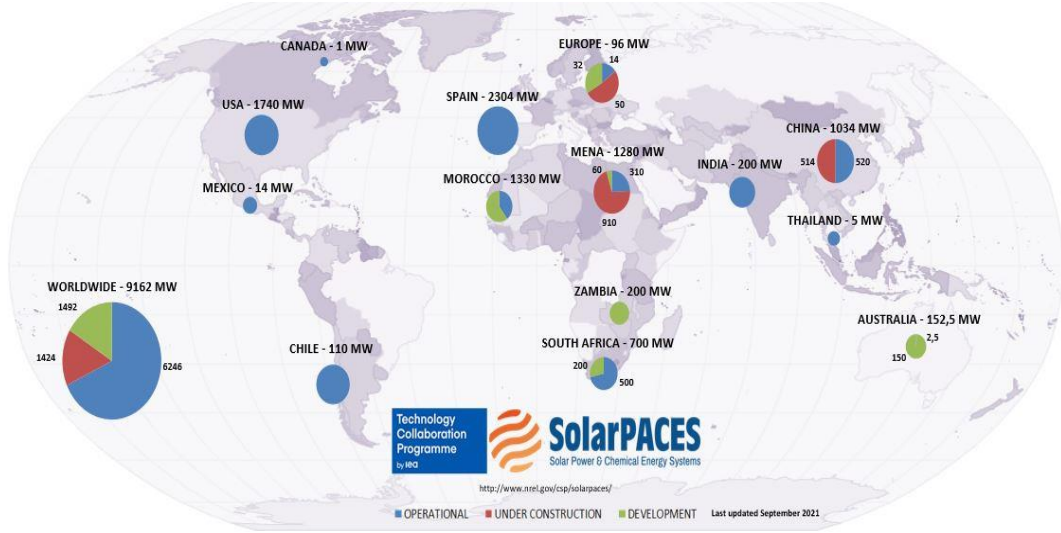 CANADA - 1 MW
EUROPE - 96 MW
32
14
50
USA - 1740 MW
SPAIN - 2304 MW
CHINA - 1034 MW
514
520
MENA - 1280 MW
60
310
910
INDIA - 200 MW
MOROCCO - 1330 MW
MEXICO - 14 MW
THAILAND - 5 MW
WORLDWIDE - 9162 MW
1492
1424
6246
ZAMBIA - 200 MW
AUSTRALIA - 152,5 MW
2,5
150
CHILE - 110 MW
SOUTH AFRICA - 700 MW
200
500
Technology
Collaboration
Programme
by iea
SolarPACES
Solar Power & Chemical Energy Systems
http://www.nrel.gov/csp/solarpaces/
OPERATIONAL UNDER CONSTRUCTION DEVELOPMENT Last updated September 2021